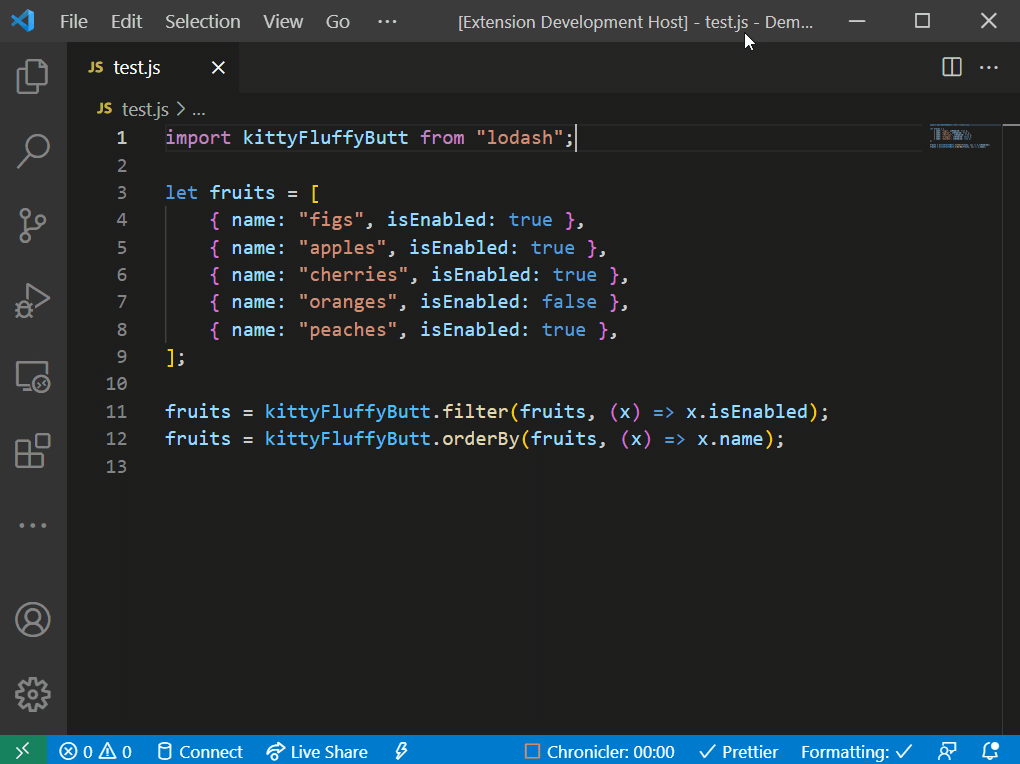 File Edit Selection View Go ··· [Extension Development Host] - test.js - Dem...
JS test.js
JS test.js > ...
1 import kittyFluffyButt from "lodash";
2
3 let fruits = [
4 { name: "figs", isEnabled: true },
5 { name: "apples", isEnabled: true },
6 { name: "cherries", isEnabled: true },
7 { name: "oranges", isEnabled: false },
8 { name: "peaches", isEnabled: true },
9 ];
10
11 fruits = kittyFluffyButt.filter(fruits, (x) => x.isEnabled);
12 fruits = kittyFluffyButt.orderBy(fruits, (x) => x.name);
13
0 0 Connect Live Share Chronicler: 00:00 Prettier Formatting: